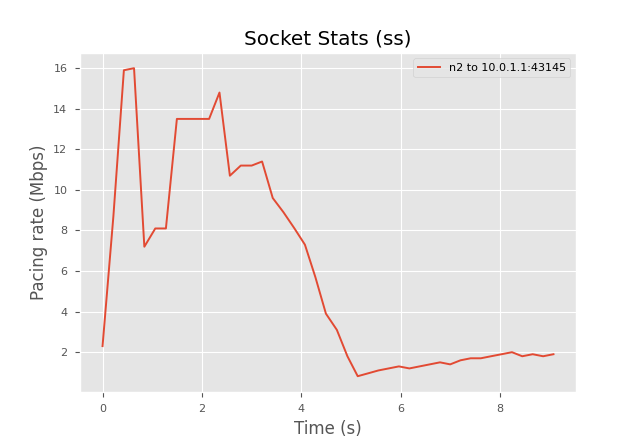 Socket Stats (ss)
n2 to 10.0.1.1:43145
Pacing rate (Mbps)
16
14
12
10
8
6
4
2
0 2 4 6 8
Time (s)